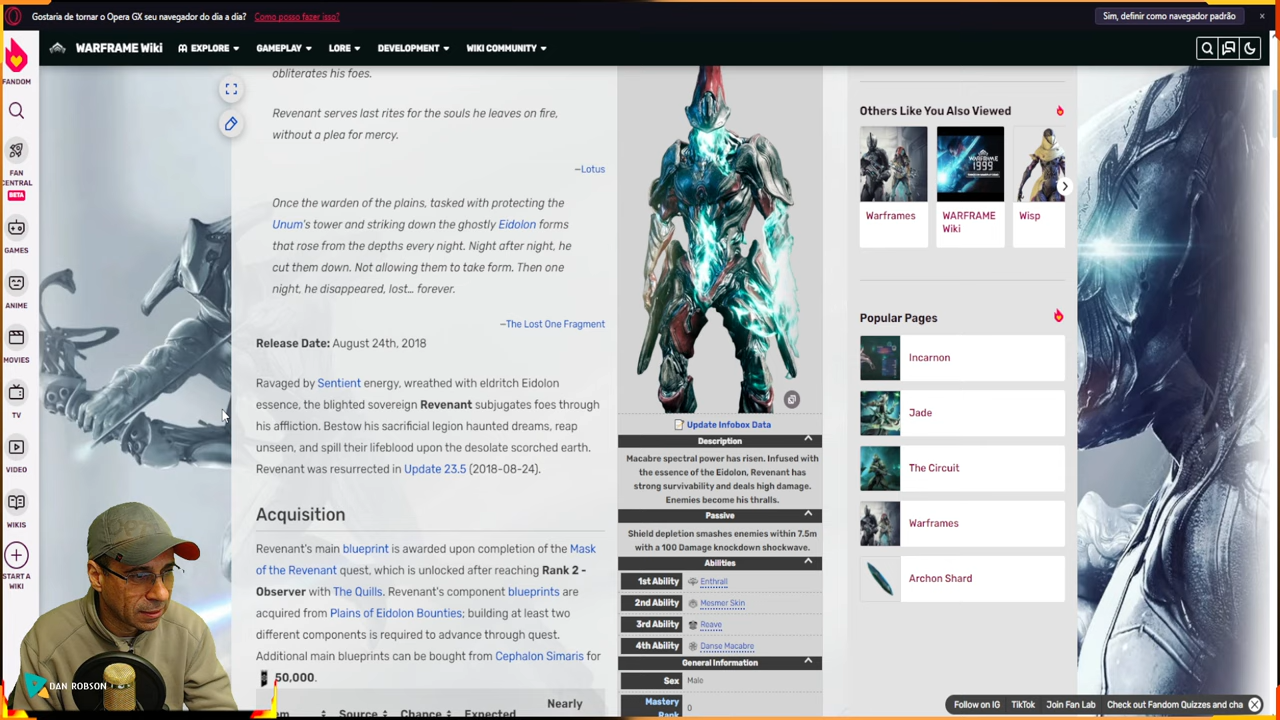 Gostaria de tornar o Opera GX seu navegador do dia a dia?
Como posso fazer isso?
Sim, definir como navegador padrão
WARFRAME Wiki
EXPLORE
GAMEPLAY
LORE
DEVELOPMENT
WIKI COMMUNITY
FANDOM
FAN
CENTRAL
BETA
GAMES
ANIME
MOVIES
TV
VIDEO
WIKIS
START A
WIKI
obliterates his foes.
Revenant serves last rites for the souls he leaves on fire,
without a plea for mercy.
–Lotus
Once the warden of the plains, tasked with protecting the
Unum's tower and striking down the ghostly Eidolon forms
that rose from the depths every night. Night after night, he
cut them down. Not allowing them to take form. Then one
night, he disappeared, lost... forever.
–The Lost One Fragment
Release Date: August 24th, 2018
Ravaged by Sentient energy, wreathed with eldritch Eidolon
essence, the blighted sovereign Revenant subjugates foes through
his affliction. Bestow his sacrificial legion haunted dreams, reap
unseen, and spill their lifeblood upon the desolate scorched earth.
Revenant was resurrected in Update 23.5 (2018-08-24).
Acquisition
Revenant's main blueprint is awarded upon completion of the Mask
of the Revenant quest, which is unlocked after reaching Rank 2 -
Observer with The Quills. Revenant's component blueprints are
acquired from Plains of Eidolon Bounties; building at least two
different components is required to advance through quest.
Additional main blueprints can be bought from Cephalon Simaris for
50,000.
Nearly
Source
Chance
Expected
Update Infobox Data
Description
Macabre spectral power has risen. Infused with
the essence of the Eidolon, Revenant has
strong survivability and deals high damage.
Enemies become his thralls.
Passive
Shield depletion smashes enemies within 7.5m
with a 100 Damage knockdown shockwave.
Abilities
1st Ability Enthrall
2nd Ability Mesmer Skin
3rd Ability Reave
4th Ability Danse Macabre
General Information
Sex Male
Mastery
Rank 0
Others Like You Also Viewed
WARFRAME
1999
Warframes
WARFRAME
Wiki
Wisp
Popular Pages
Incarnon
Jade
The Circuit
Warframes
Archon Shard
Follow on IG
TikTok
Join Fan Lab
Check out Fandom Quizzes and cha
DAN ROBSON